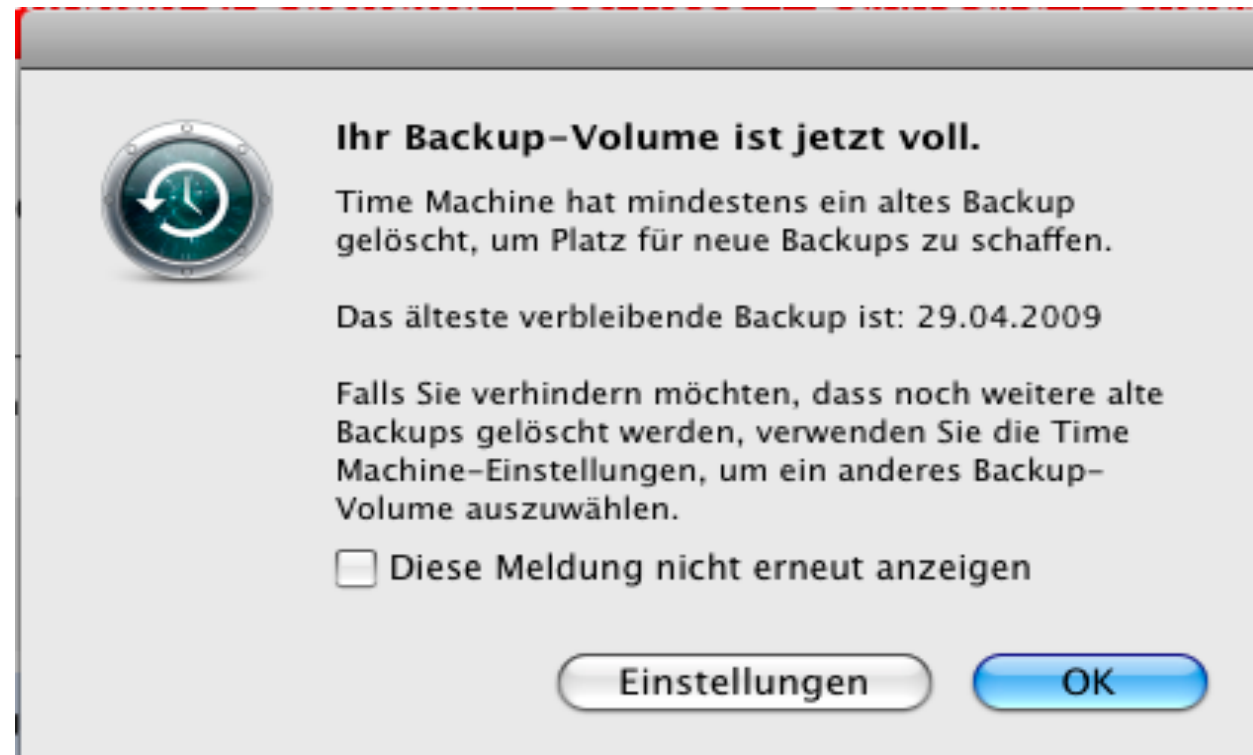 Ihr Backup-Volume ist jetzt voll.
Time Machine hat mindestens ein altes Backup
gelöscht, um Platz für neue Backups zu schaffen.
Das älteste verbleibende Backup ist: 29.04.2009
Falls Sie verhindern möchten, dass noch weitere alte
Backups gelöscht werden, verwenden Sie die Time
Machine-Einstellungen, um ein anderes Backup-
Volume auszuwählen.
Diese Meldung nicht erneut anzeigen
Einstellungen
OK